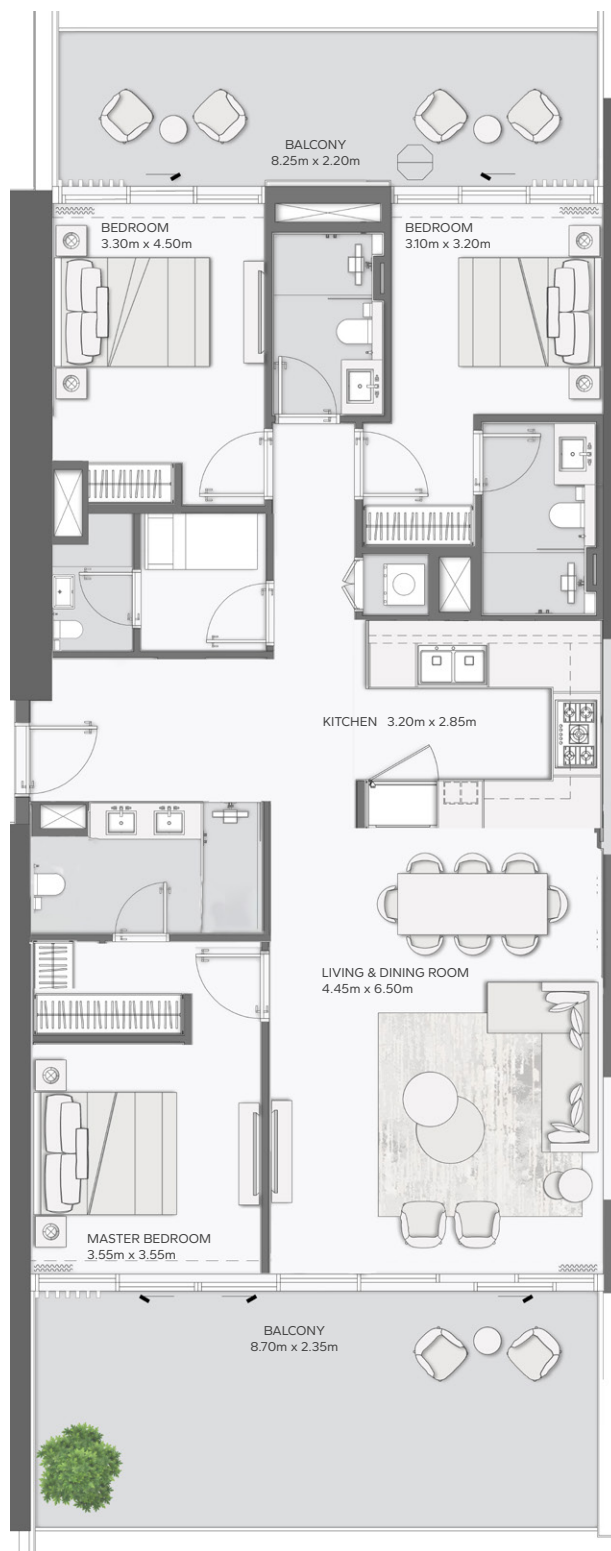 BALCONY
8.25m x 2.20m
BEDROOM
3.30m x 4.50m
BEDROOM
3.10m x 3.20m
KITCHEN 3.20m x 2.85m
LIVING & DINING ROOM
4.45m x 6.50m
MASTER BEDROOM
3.55m x 3.55m
BALCONY
8.70m x 2.35m